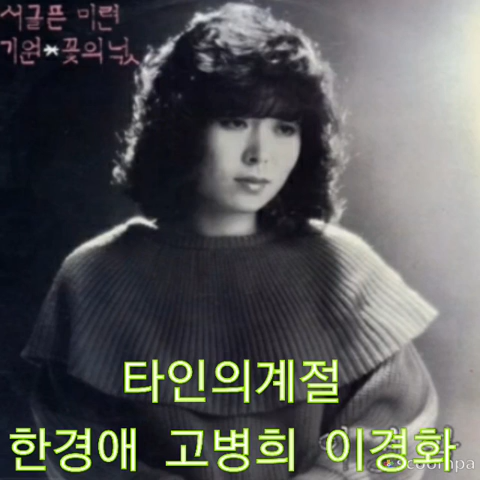 서글픈 미련
기원*꽃의 넋
타인의계절
한경애 고병희 이경화
scoompa